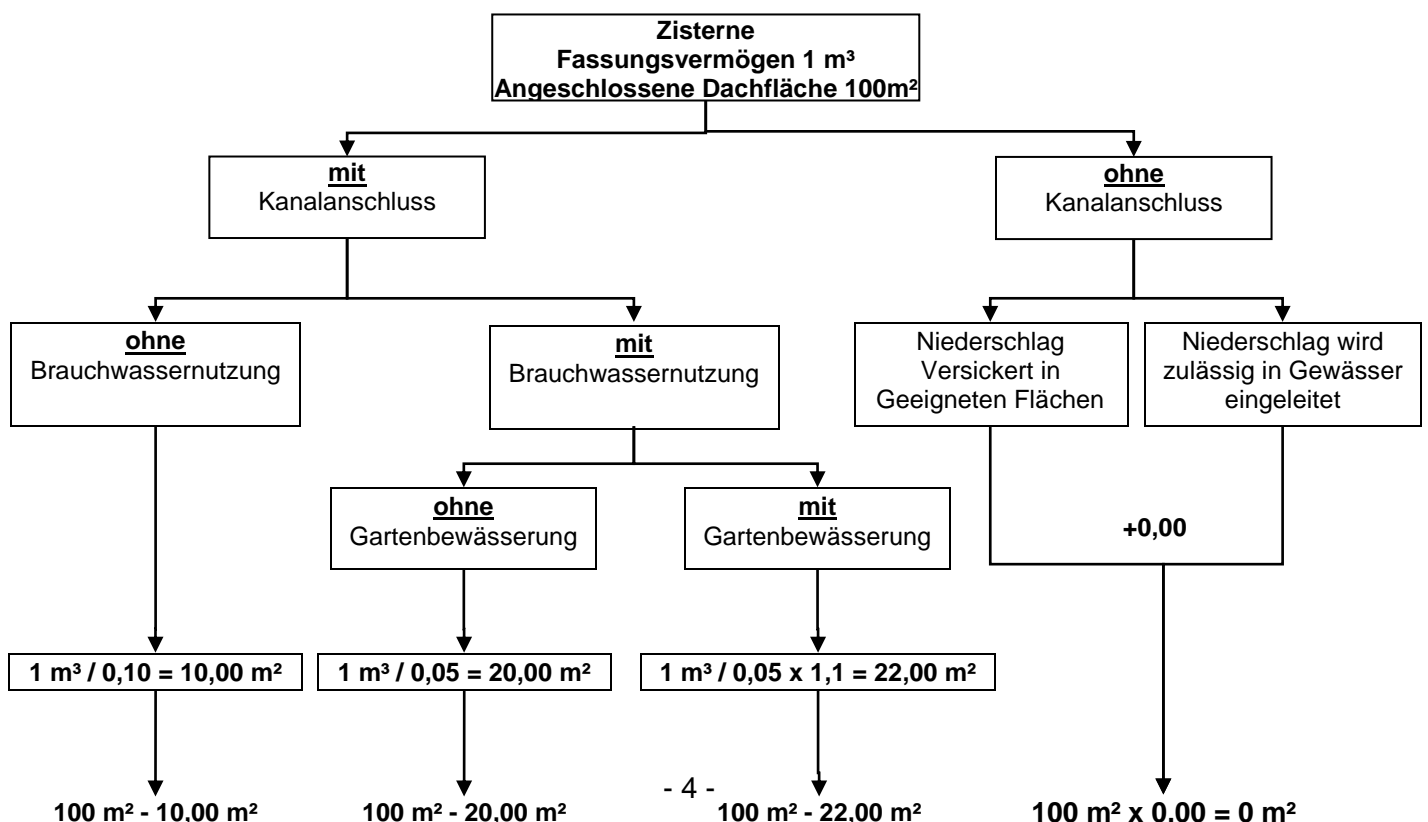 Zisterne
Fassungsvermögen 1 m³
Angeschlossene Dachfläche 100m²
mit
Kanalanschluss
ohne
Kanalanschluss
ohne
Brauchwassernutzung
mit
Brauchwassernutzung
Niederschlag
Versickert in
Geeigneten Flächen
Niederschlag wird
zulässig in Gewässer
eingeleitet
ohne
Gartenbewässerung
mit
Gartenbewässerung
+0,00
1 m³ / 0,10 = 10,00 m²
1 m³ / 0,05 = 20,00 m²
1 m³ / 0,05 x 1,1 = 22,00 m²
- 4 -
100 m² - 10,00 m²
100 m² - 20,00 m²
100 m² - 22,00 m²
100 m² x 0,00 = 0 m²